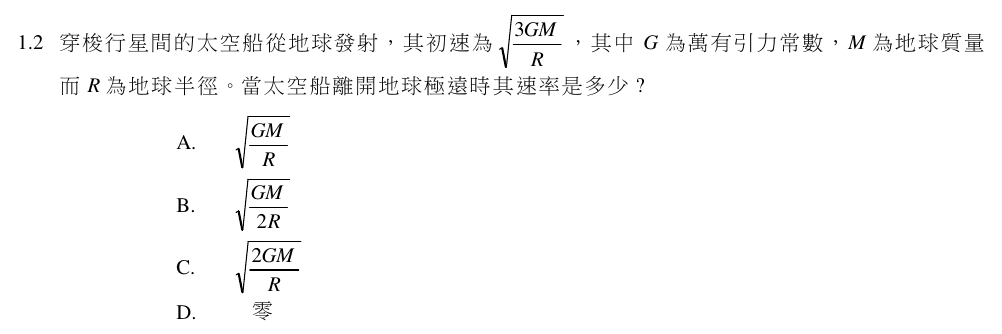 1.2 穿梭行星間的太空船從地球發射，其初速為 √(3GM/R) ，其中 G 為萬有引力常數，M 為地球質量
而 R 為地球半徑。當太空船離開地球極遠時其速率是多少？
A. √(GM/R)
B. √(GM/2R)
C. √(2GM/R)
D. 零